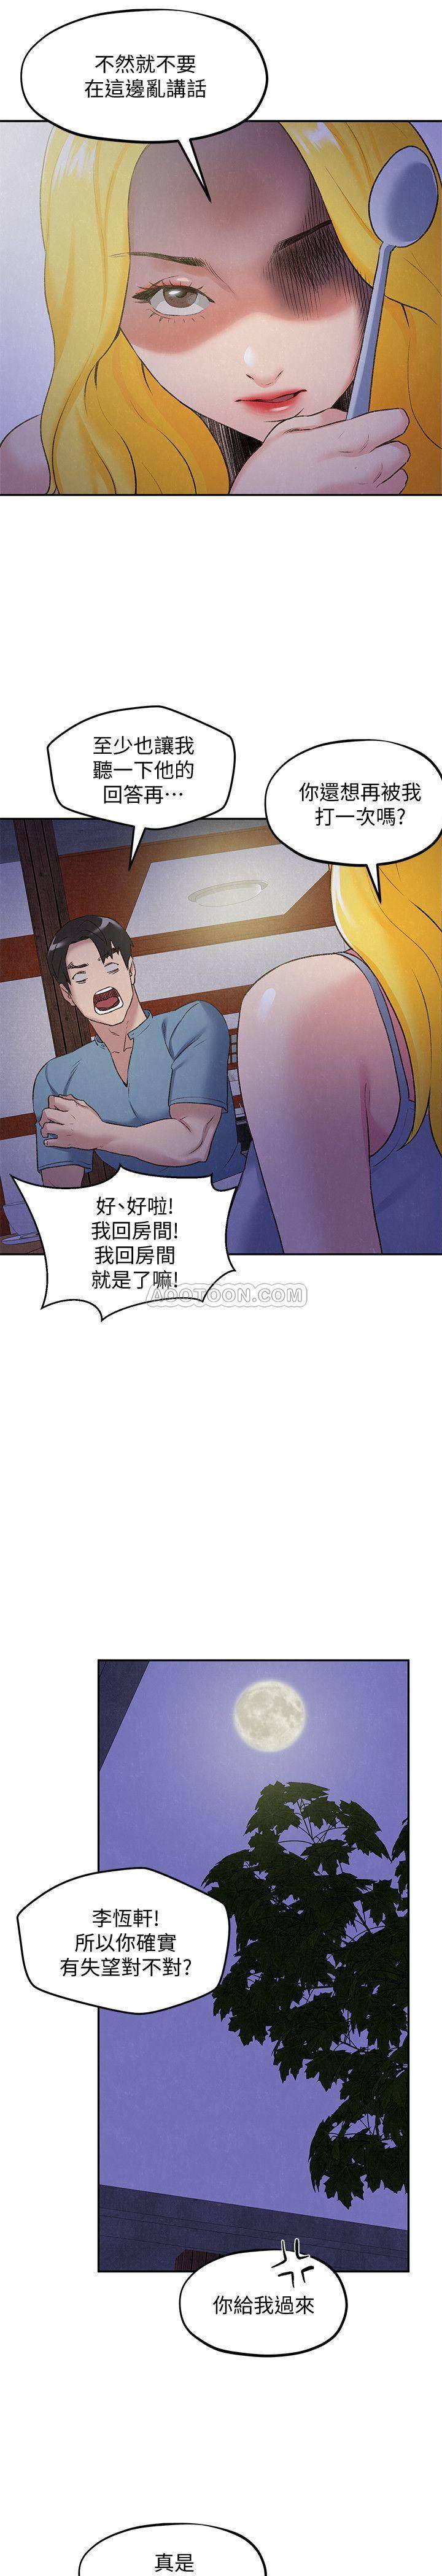 不然就不要
在這邊亂講話
至少也讓我
聽一下他的
回答再⋯
你還想再被我
打一次嗎?
好、好啦!
我回房間!
我回房間
就是了嘛!
ADOTOON.COM
李恆軒!
所以你確實
有失望對不對?
你給我過來
真是